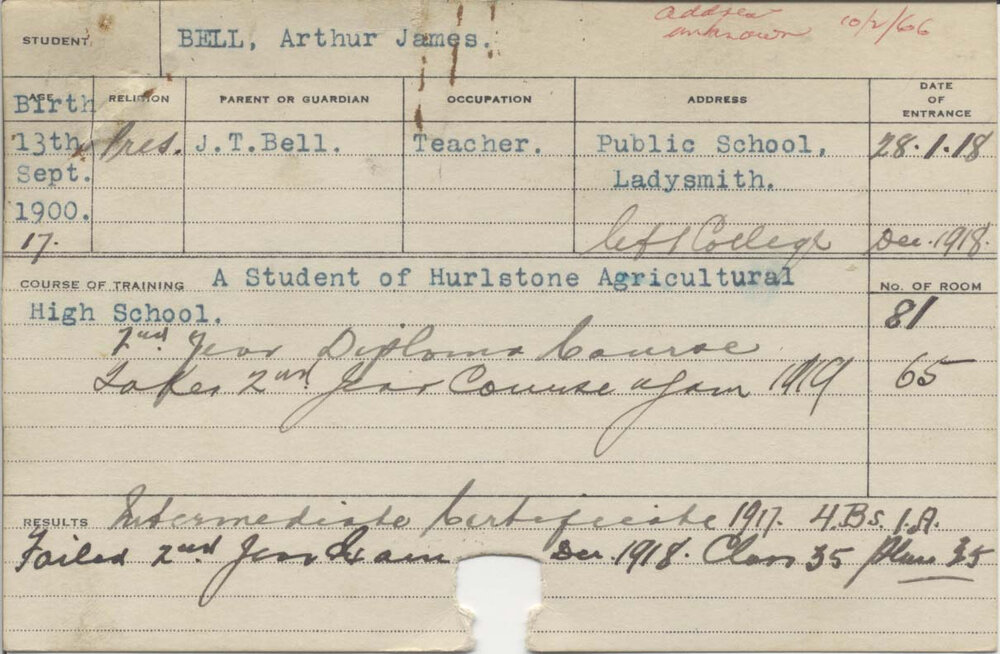 STUDENT BELL, Arthur James. address unknown 10/2/66
AGE Birth RELIGION PARENT OR GUARDIAN OCCUPATION ADDRESS DATE OF ENTRANCE
13th Pres. J.T.Bell. Teacher. Public School, 28.1.18
Sept. Ladysmith.
1900.
17. left College Dec. 1918.
COURSE OF TRAINING A Student of Hurlstone Agricultural No. OF ROOM
High School. 81
2nd Year Diploma Course
Takes 2nd Year Course again 1919 65
RESULTS Intermediate Certificate 1917. 4.Bs. 1.A.
Failed 2nd Year Exam Dec. 1918. Class 35 Place 35